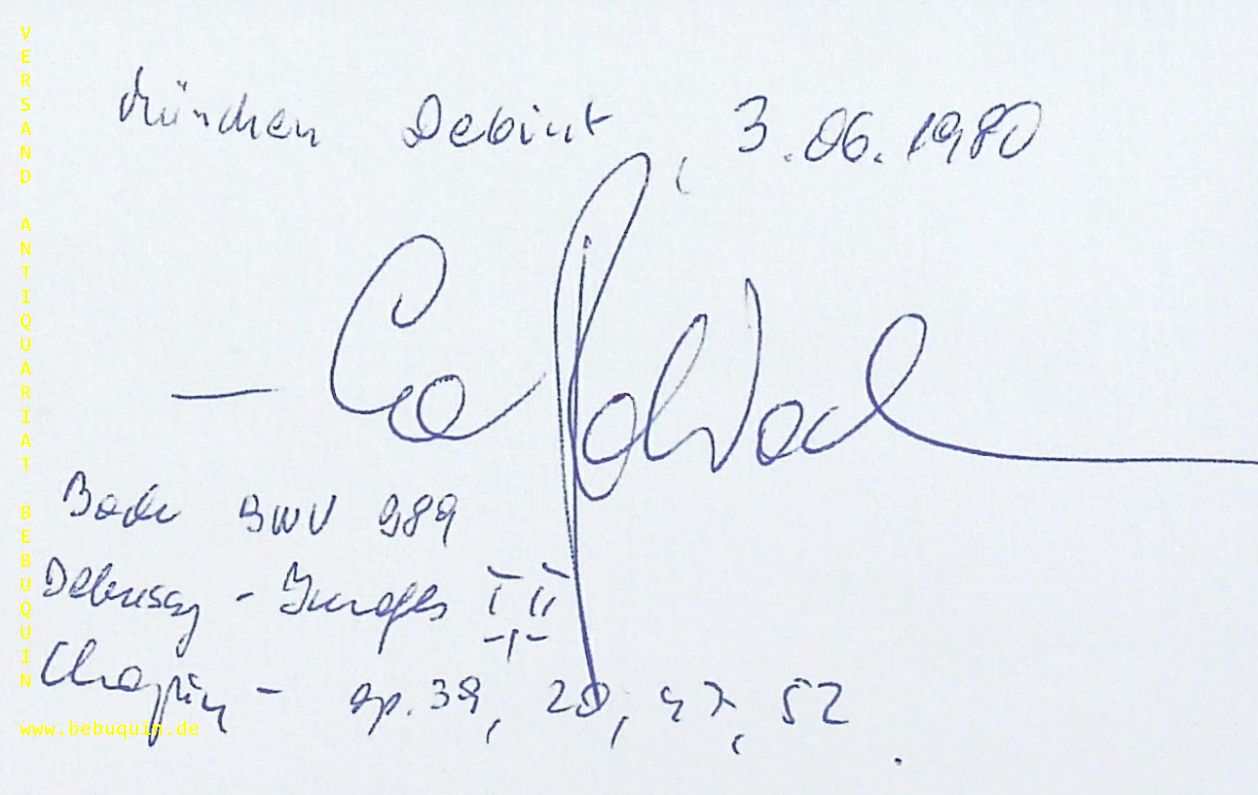 München Debüt, 3.06.1980
Bach BWV 989
Debussy - Images I II
Chopin - op. 39, 20, 47, 52.
VERSAND ANTIQUARIAT BEBUQUIN
www.bebuquin.de